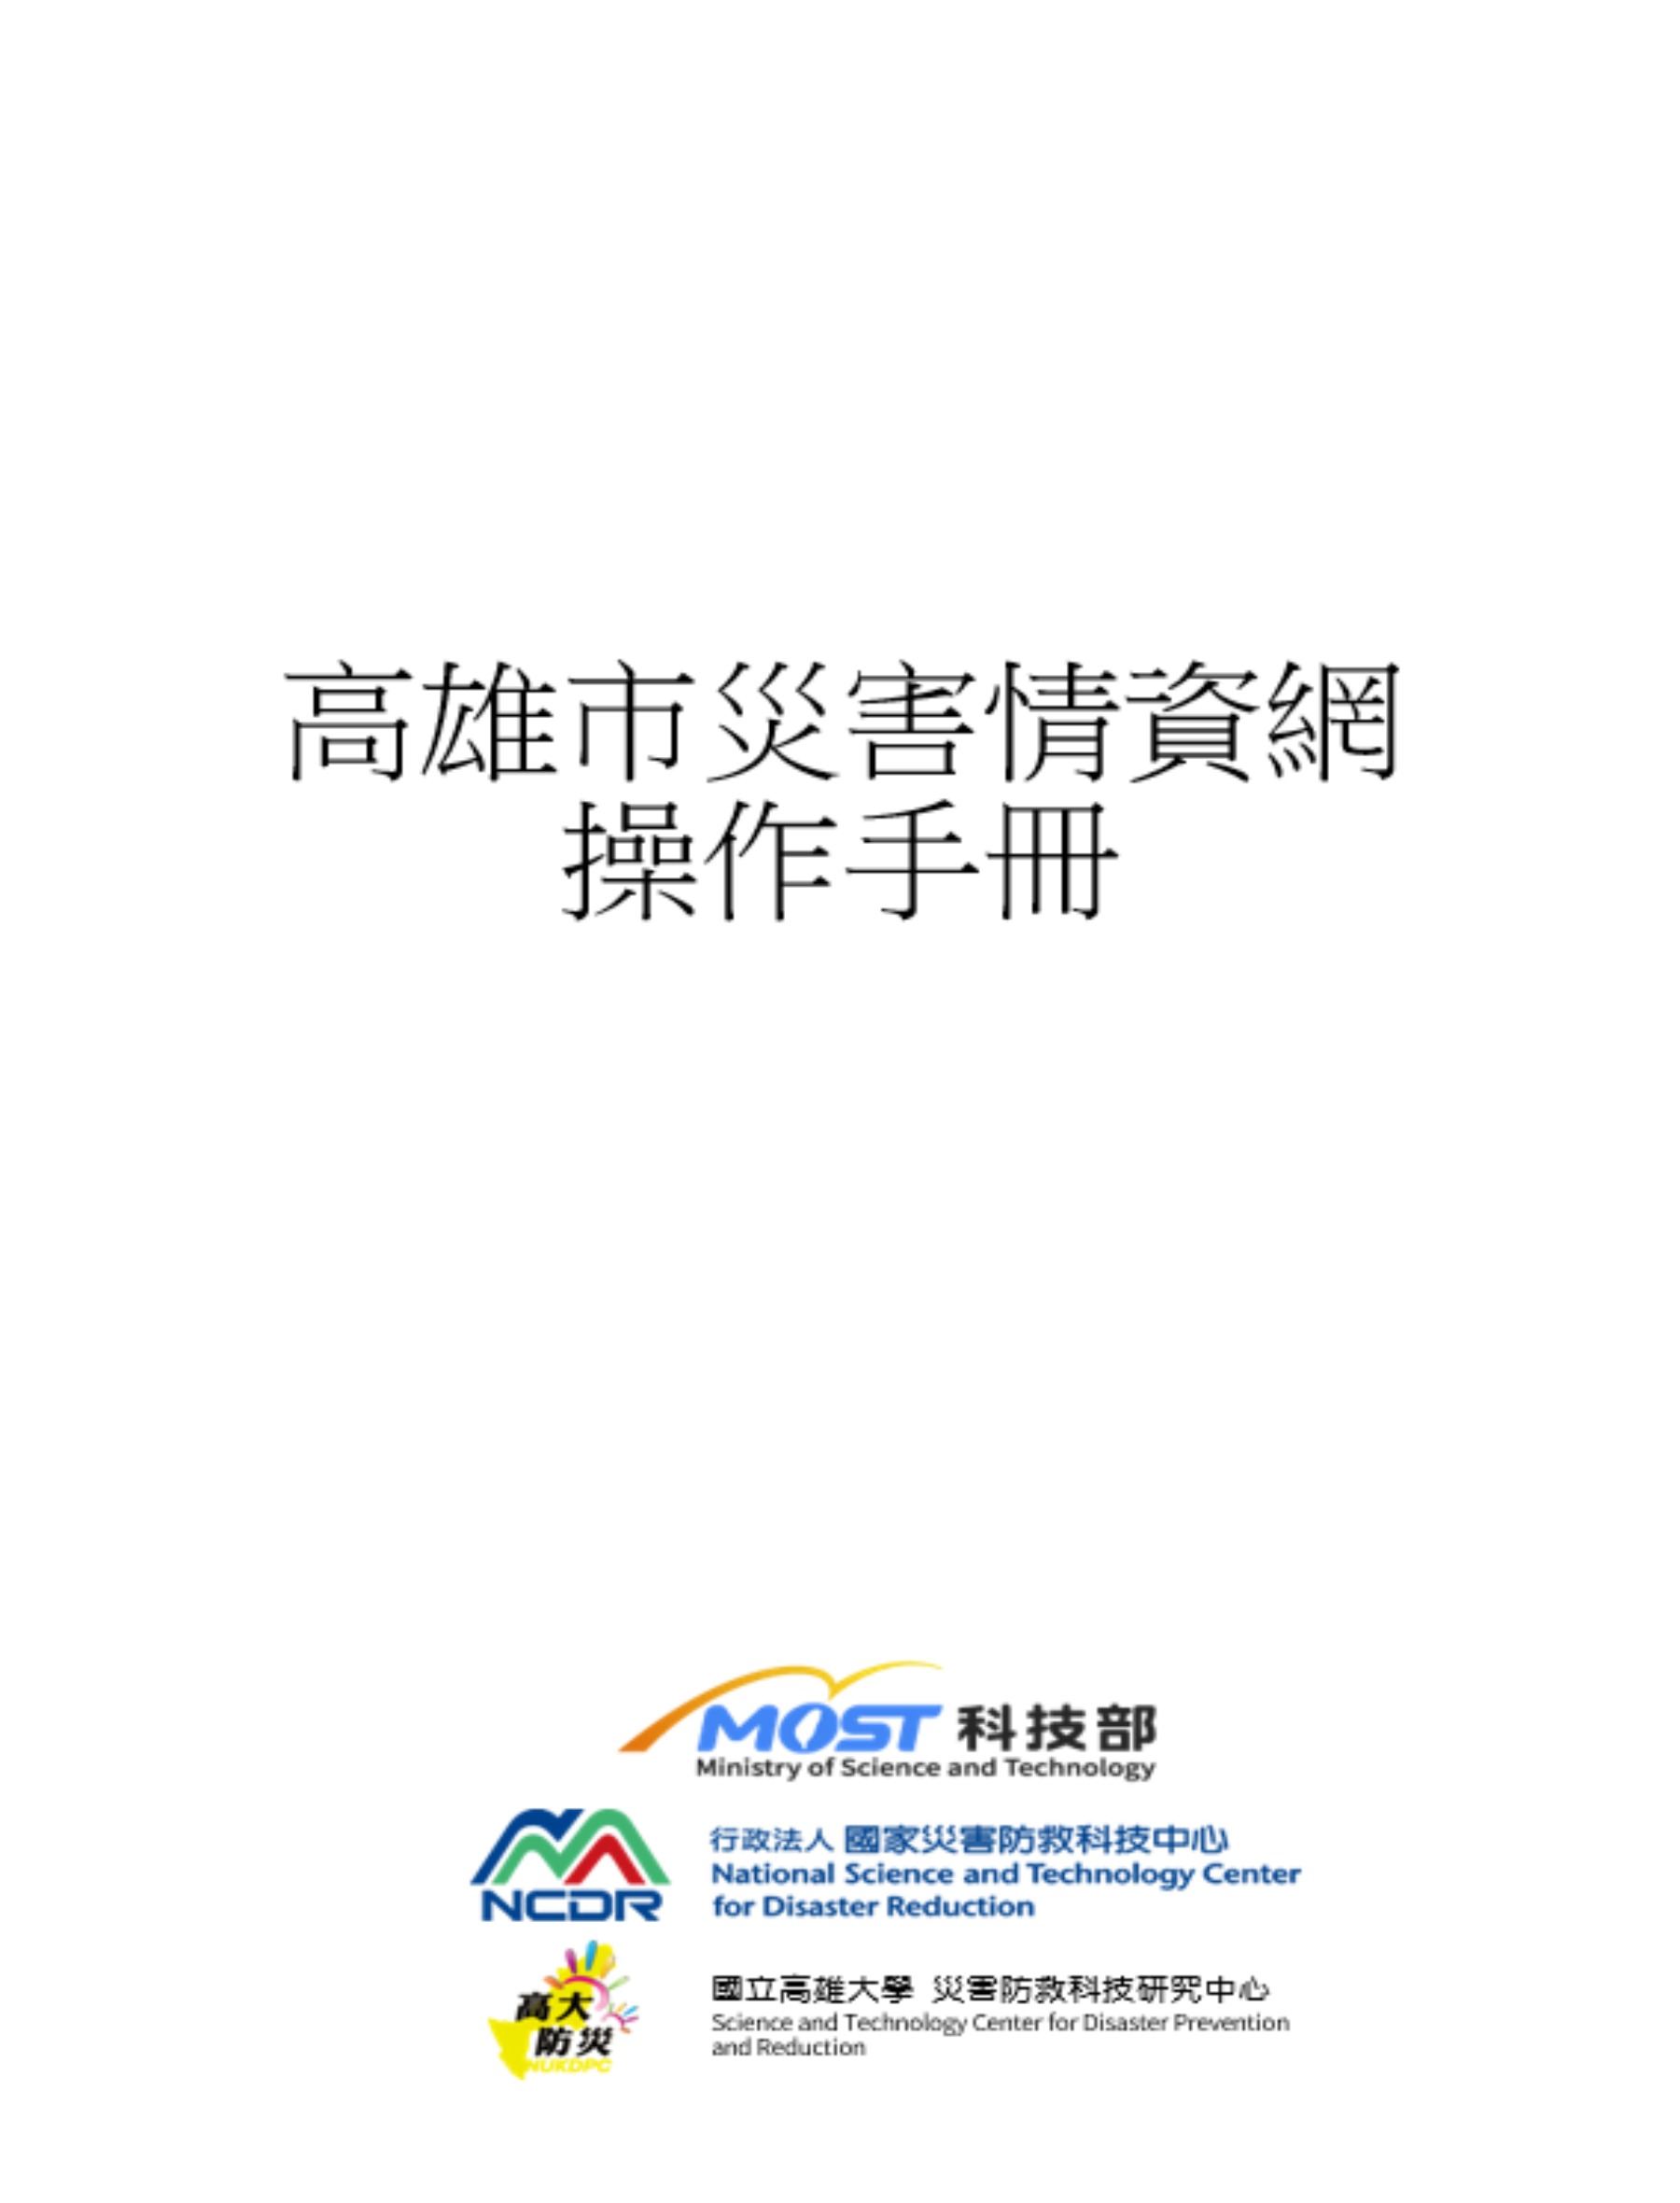 高雄市災害情資網
操作手冊
MOST 科技部
Ministry of Science and Technology
NCDR
行政法人 國家災害防救科技中心
National Science and Technology Center
for Disaster Reduction
高大
防災
NUKDPC
國立高雄大學 災害防救科技研究中心
Science and Technology Center for Disaster Prevention
and Reduction